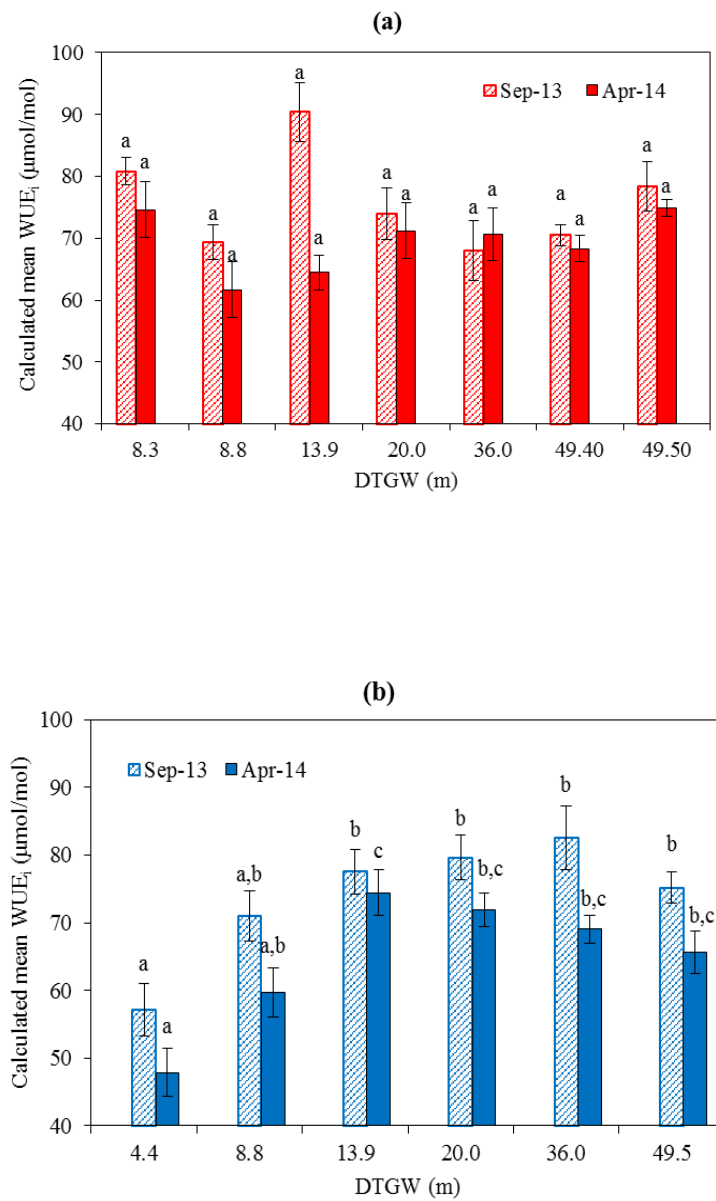 (a)
Calculated mean WUEi (µmol/mol)
100
90
80
70
60
50
40
Sep-13 Apr-14
a a a a a a a a a a a a a a
8.3 8.8 13.9 20.0 36.0 49.40 49.50
DTGW (m)
(b)
Calculated mean WUEi (µmol/mol)
100
90
80
70
60
50
40
Sep-13 Apr-14
a a a,b a,b b c b b,c b b,c b b,c
4.4 8.8 13.9 20.0 36.0 49.5
DTGW (m)